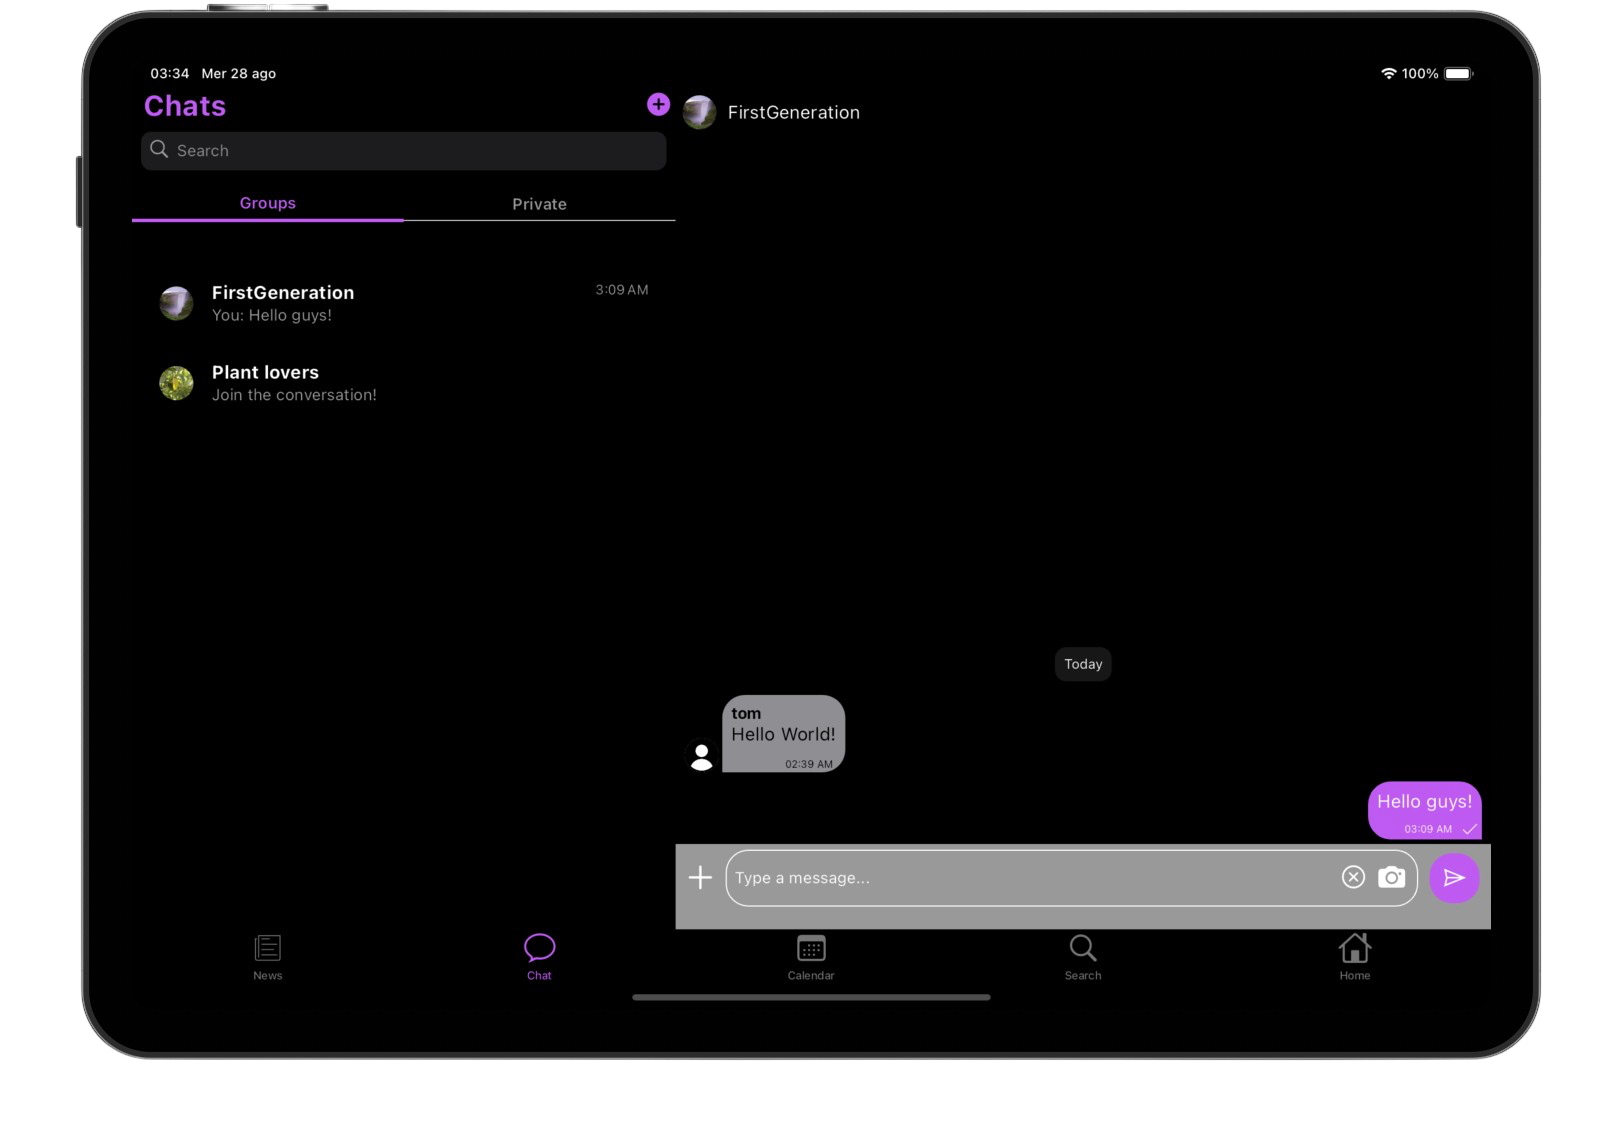 03:34 Mer 28 ago
100%
Chats
Search
Groups
Private
FirstGeneration
3:09 AM
You: Hello guys!
Plant lovers
Join the conversation!
FirstGeneration
Today
tom
Hello World!
02:39 AM
Hello guys!
03:09 AM
Type a message...
News
Chat
Calendar
Search
Home